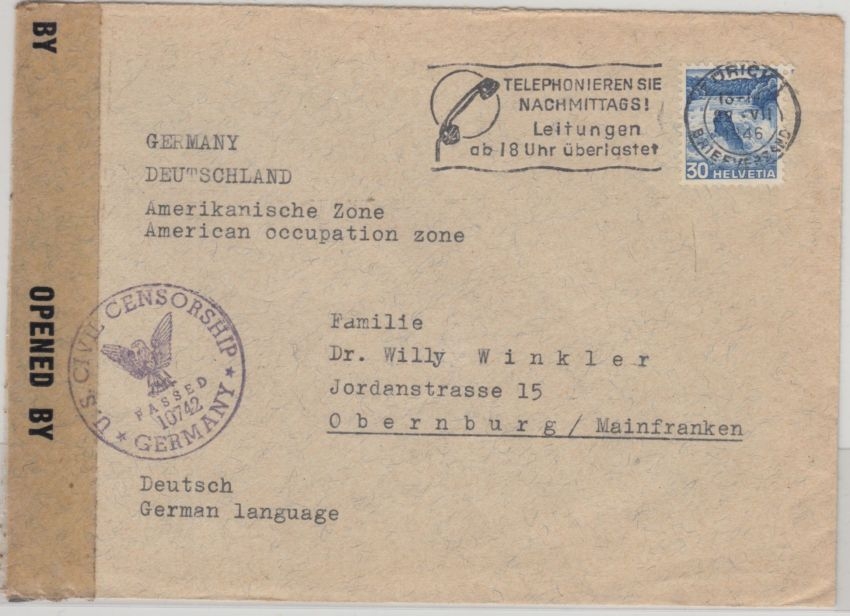 BY
OPENED BY
TELEPHONIEREN SIE
NACHMITTAGS!
Leitungen
ab 18 Uhr überlastet
ZÜRICH
VII
1946
BRIEFVERSAND
30 HELVETIA
GERMANY
DEUTSCHLAND
Amerikanische Zone
American occupation zone
U.S. CIVIL CENSORSHIP
PASSED
10742
GERMANY
Familie
Dr. Willy Winkler
Jordanstrasse 15
Obernburg/Mainfranken
Deutsch
German language